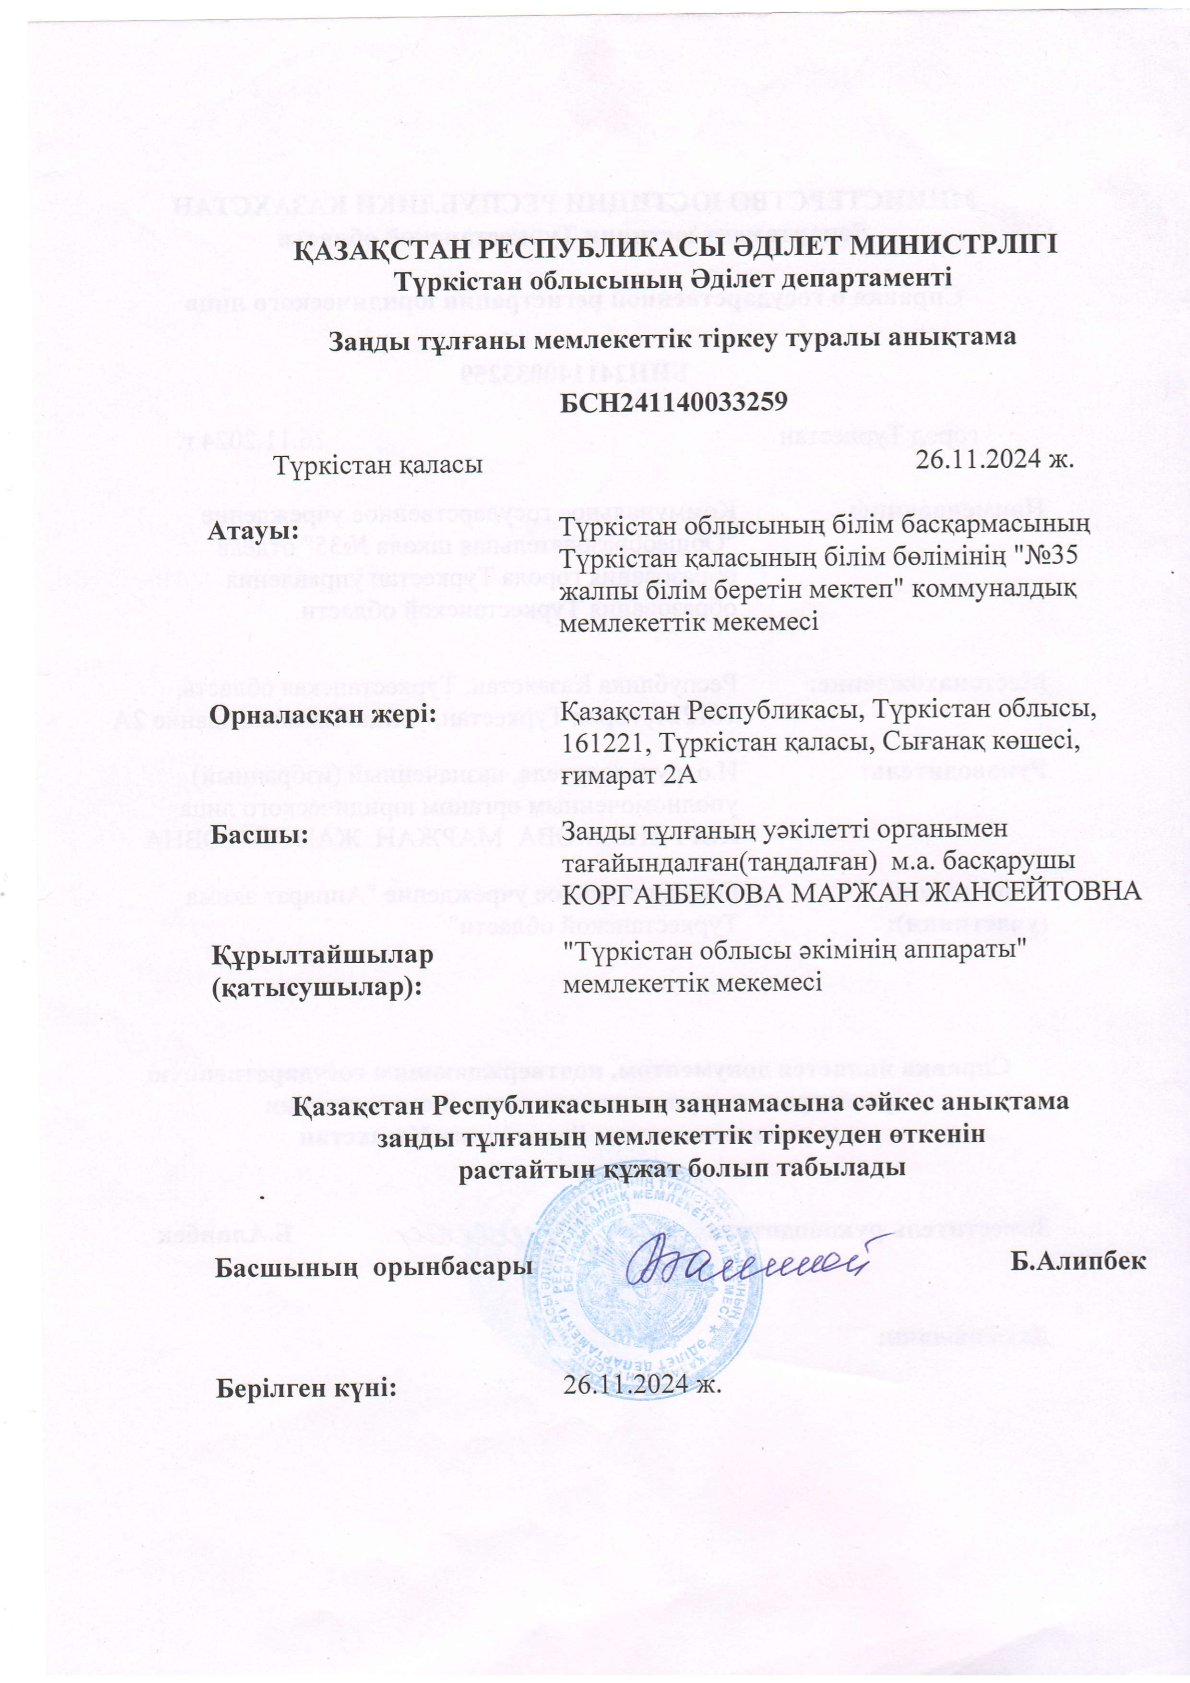 ҚАЗАҚСТАН РЕСПУБЛИКАСЫ ӘДІЛЕТ МИНИСТРЛІГІ
Түркістан облысының Әділет департаменті
Заңды тұлғаны мемлекеттік тіркеу туралы анықтама
БСН241140033259
Түркістан қаласы 26.11.2024 ж.
Атауы: Түркістан облысының білім басқармасының
Түркістан қаласының білім бөлімінің "№35
жалпы білім беретін мектеп" коммуналдық
мемлекеттік мекемесі
Орналасқан жері: Қазақстан Республикасы, Түркістан облысы,
161221, Түркістан қаласы, Сығанақ көшесі,
ғимарат 2А
Басшы: Заңды тұлғаның уәкілетті органымен
тағайындалған(таңдалған) м.а. басқарушы
КОРГАНБЕКОВА МАРЖАН ЖАНСЕЙТОВНА
Құрылтайшылар "Түркістан облысы әкімінің аппараты"
(қатысушылар): мемлекеттік мекемесі
Қазақстан Республикасының заңнамасына сәйкес анықтама
заңды тұлғаның мемлекеттік тіркеуден өткенін
растайтын құжат болып табылады
Басшының орынбасары Б.Алипбек
Берілген күні: 26.11.2024 ж.